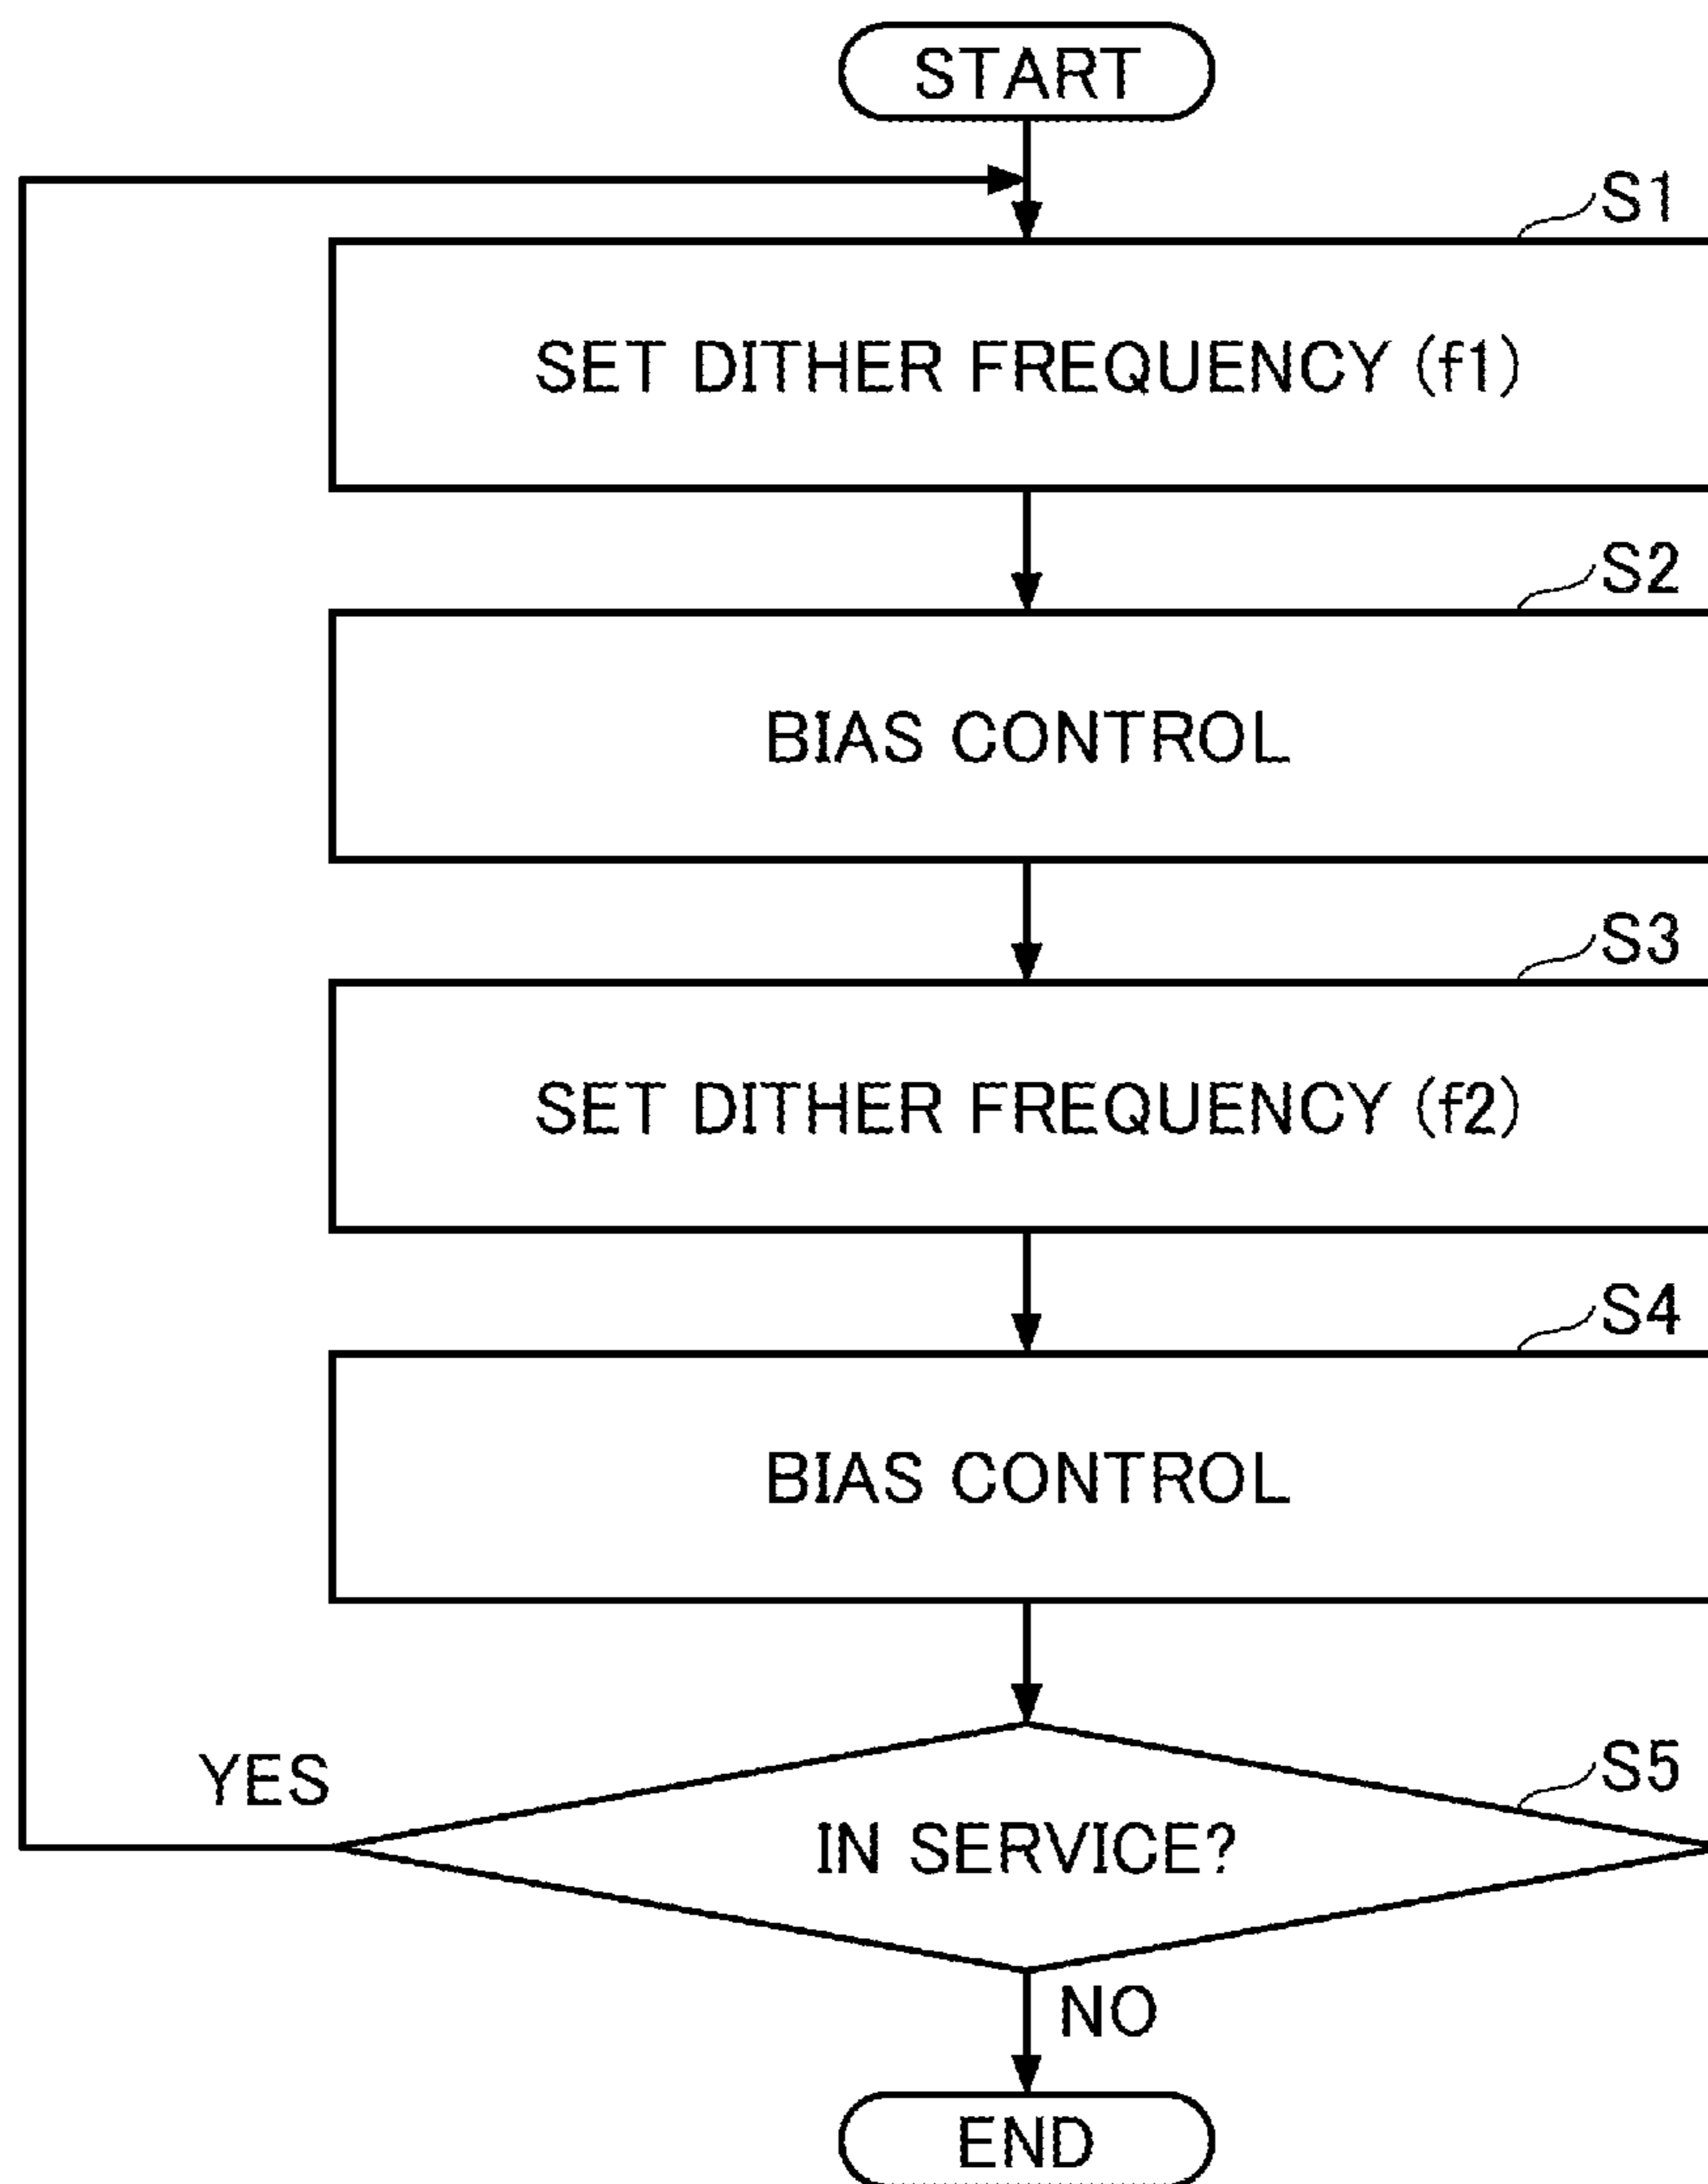 START
S1
SET DITHER FREQUENCY (f1)
S2
BIAS CONTROL
S3
SET DITHER FREQUENCY (f2)
S4
BIAS CONTROL
YES
S5
IN SERVICE?
NO
END